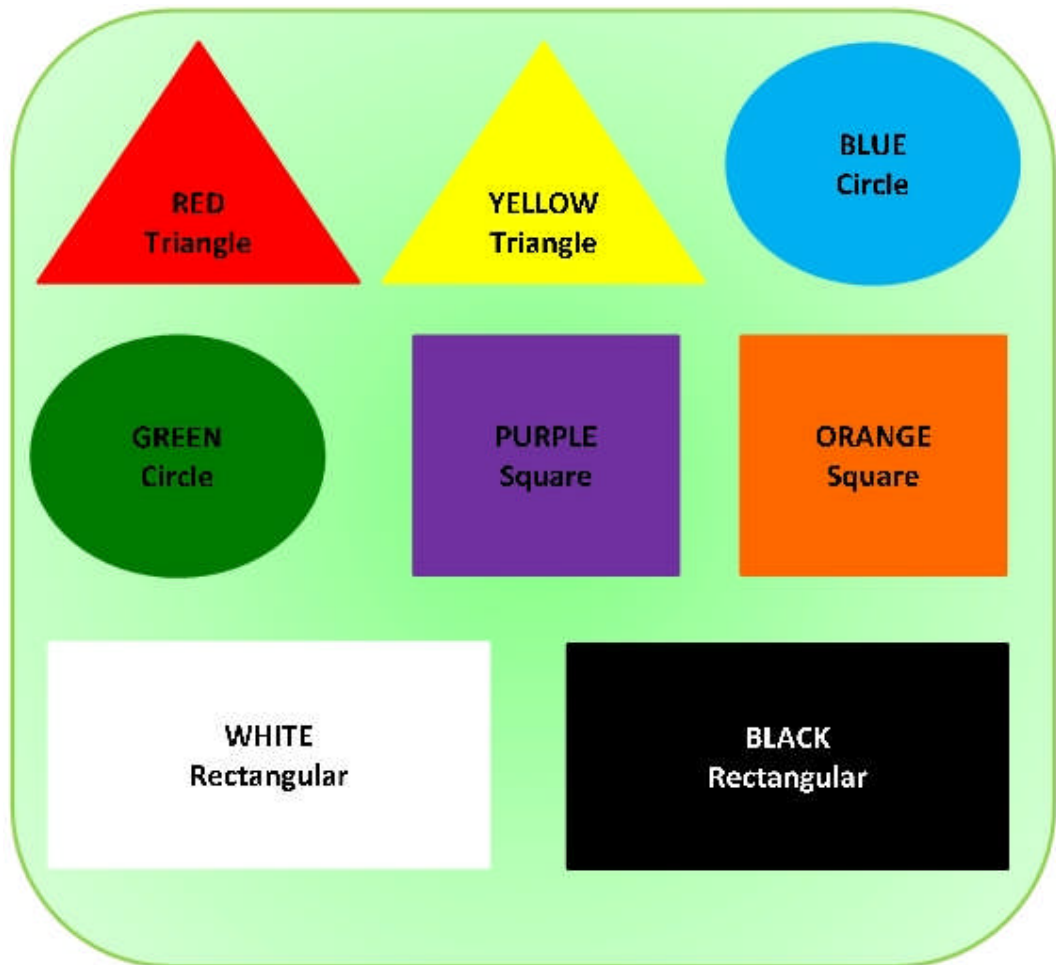 RED
Triangle
YELLOW
Triangle
BLUE
Circle
GREEN
Circle
PURPLE
Square
ORANGE
Square
WHITE
Rectangular
BLACK
Rectangular